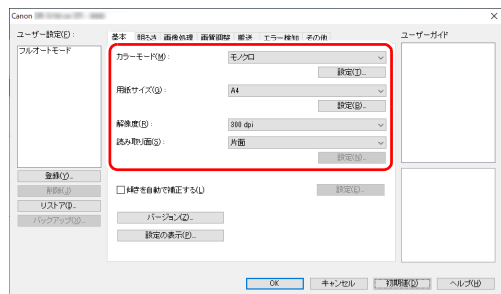 Canon
ユーザー設定(F):
フルオートモード
登録(Y)...
削除(J)
リストア(Q)...
バックアップ(X)...
基本 明るさ 画像処理 画質調整 搬送 エラー検知 その他
カラーモード(M): モノクロ
設定(T)...
用紙サイズ(G): A4
設定(B)...
解像度(R): 300 dpi
読み取り面(S): 片面
設定(N)...
傾きを自動で補正する(L) 設定(E)...
バージョン(Z)...
設定の表示(P)...
ユーザーガイド
OK キャンセル 初期値(D) ヘルプ(H)